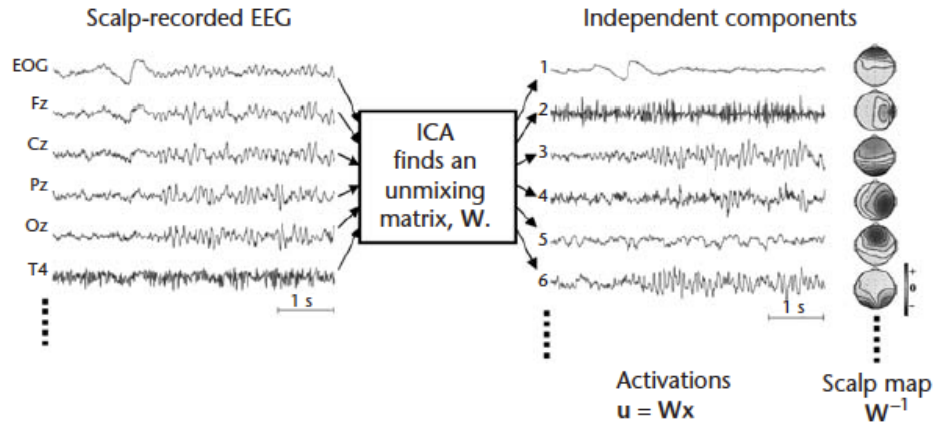 Scalp-recorded EEG
Independent components
EOG
Fz
Cz
Pz
Oz
T4
1 s
ICA
finds an
unmixing
matrix, W.
1
2
3
4
5
6
1 s
+
0
–
Activations
u = Wx
Scalp map
W⁻¹